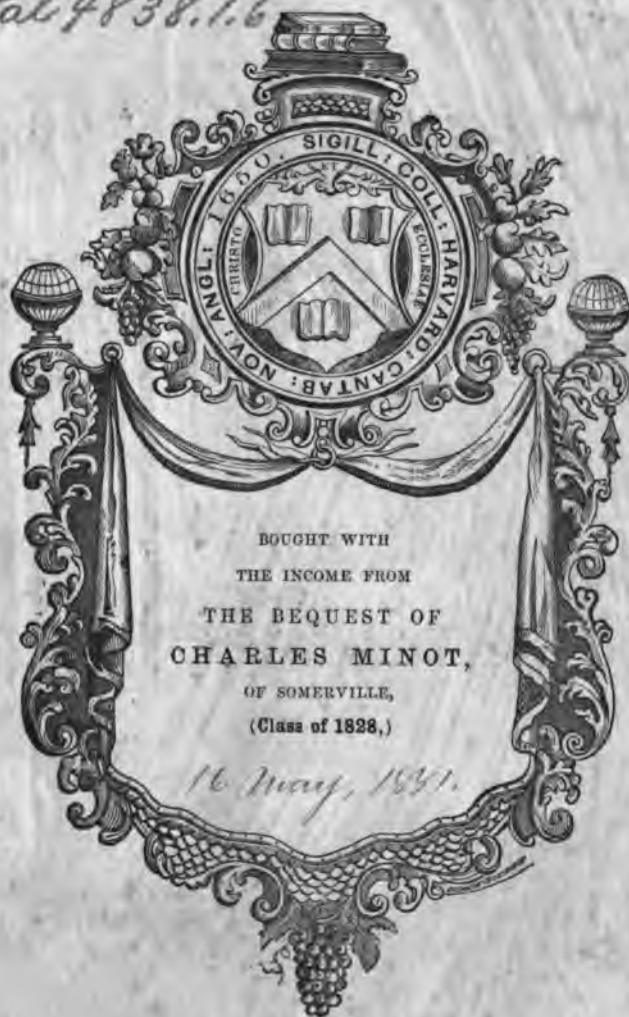 4838.1.6
SIGILL: COLL: HARVARD: CANTAB: NOV: ANGL: 1650.
CHRISTO ET ECCLESIAE
BOUGHT WITH
THE INCOME FROM
THE BEQUEST OF
CHARLES MINOT,
OF SOMERVILLE,
(Class of 1828,)
16 May, 1881.